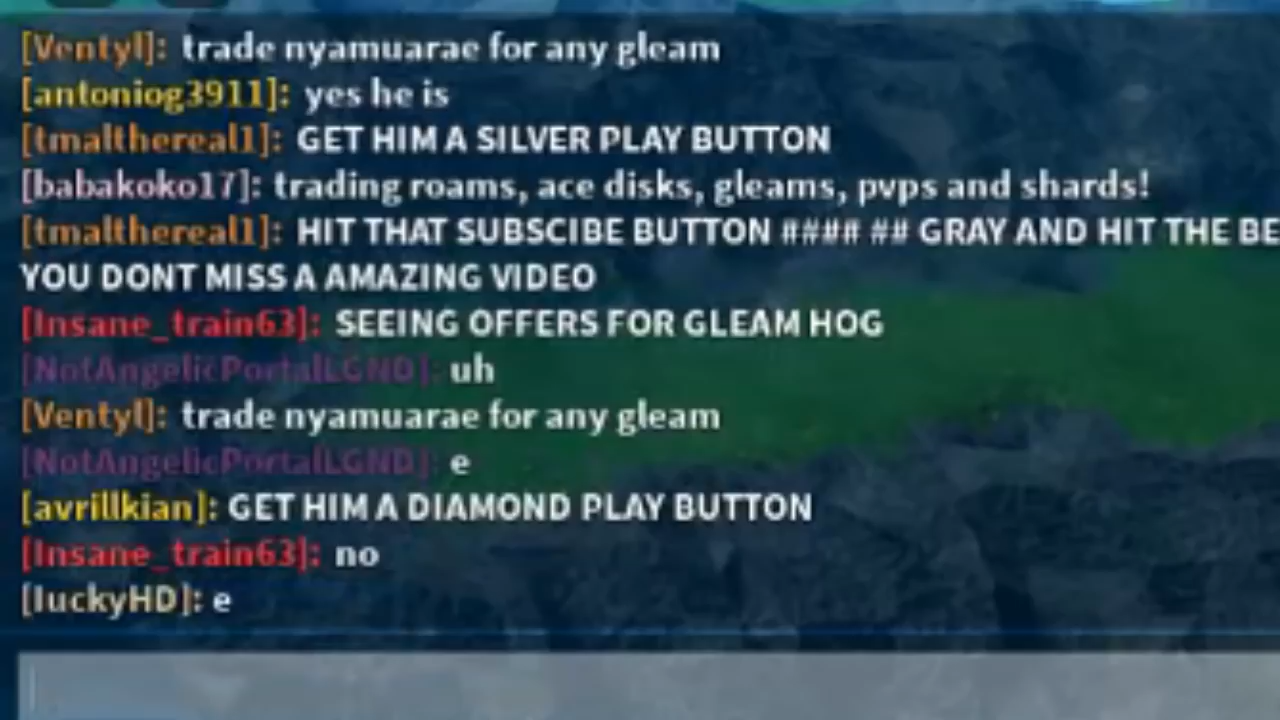 [Ventyl]: trade nyamuarae for any gleam
[antoniog3911]: yes he is
[tmalthereal1]: GET HIM A SILVER PLAY BUTTON
[babakoko17]: trading roams, ace disks, gleams, pvps and shards!
[tmalthereal1]: HIT THAT SUBSCIBE BUTTON #### ## GRAY AND HIT THE BE
YOU DONT MISS A AMAZING VIDEO
[Insane_train63]: SEEING OFFERS FOR GLEAM HOG
[NotAngelicPortalLGND]: uh
[Ventyl]: trade nyamuarae for any gleam
[NotAngelicPortalLGND]: e
[avrillkian]: GET HIM A DIAMOND PLAY BUTTON
[Insane_train63]: no
[luckyHD]: e